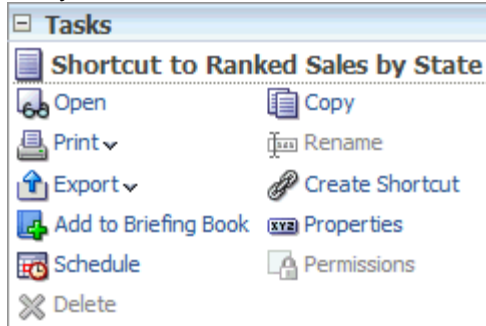 Tasks
Shortcut to Ranked Sales by State
Open Copy
Print Rename
Export Create Shortcut
Add to Briefing Book Properties
Schedule Permissions
Delete